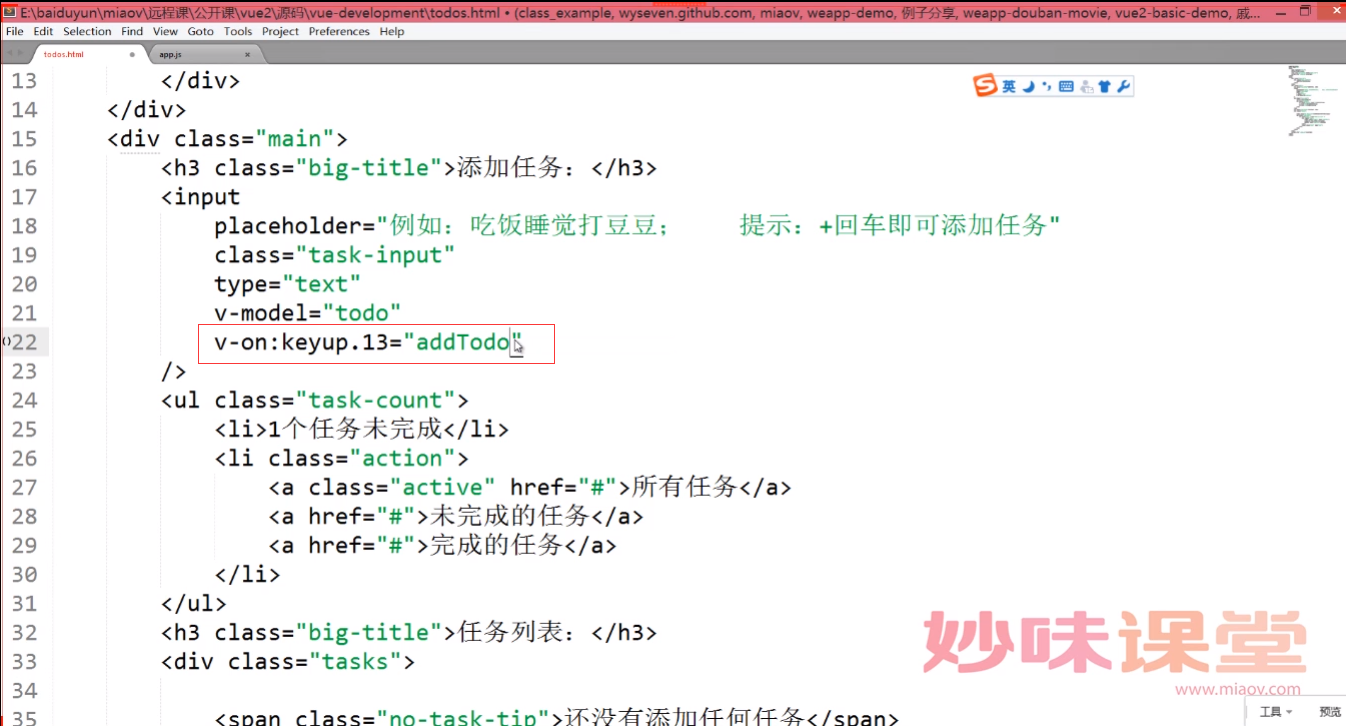 E:\baiduyun\miaov\远程课\公开课\vue2\源码\vue-development\todos.html • (class_example, wyseven.github.com, miaov, weapp-demo, 例子分享, weapp-douban-movie, vue2-basic-demo, 戚...
File Edit Selection Find View Goto Tools Project Preferences Help
todos.html app.js
英
13 </div>
14 </div>
15 <div class="main">
16 <h3 class="big-title">添加任务：</h3>
17 <input
18 placeholder="例如：吃饭睡觉打豆豆； 提示：+回车即可添加任务"
19 class="task-input"
20 type="text"
21 v-model="todo"
22 v-on:keyup.13="addTodo"
23 />
24 <ul class="task-count">
25 <li>1个任务未完成</li>
26 <li class="action">
27 <a class="active" href="#">所有任务</a>
28 <a href="#">未完成的任务</a>
29 <a href="#">完成的任务</a>
30 </li>
31 </ul>
32 <h3 class="big-title">任务列表：</h3>
33 <div class="tasks">
34
35 <span class="no-task-tip">还没有添加任何任务</span>
妙味课堂
www.miaov.com
工具 预览